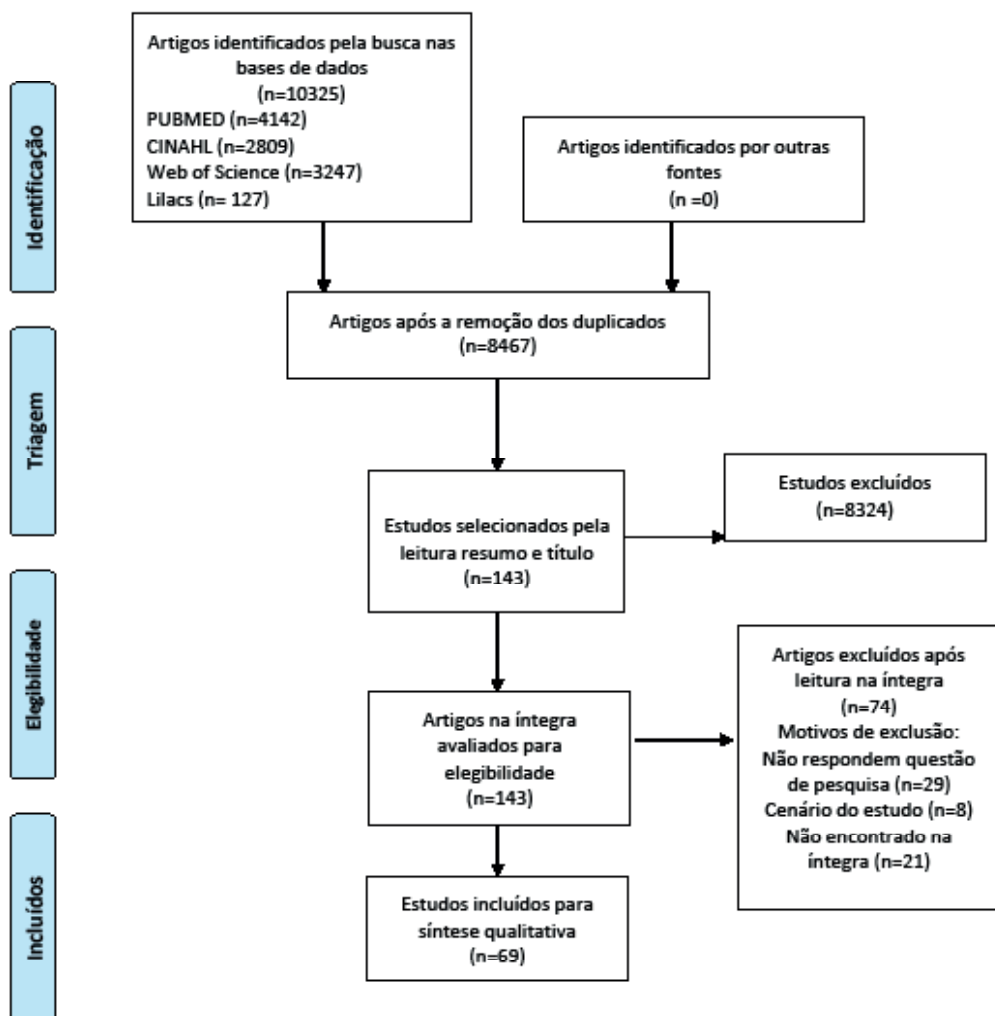 Identificação
Artigos identificados pela busca nas
bases de dados
(n=10325)
PUBMED (n=4142)
CINAHL (n=2809)
Web of Science (n=3247)
Lilacs (n= 127)
Artigos identificados por outras
fontes
(n =0)
Artigos após a remoção dos duplicados
(n=8467)
Triagem
Estudos selecionados pela
leitura resumo e título
(n=143)
Estudos excluídos
(n=8324)
Elegibilidade
Artigos na íntegra
avaliados para
elegibilidade
(n=143)
Artigos excluídos após
leitura na íntegra
(n=74)
Motivos de exclusão:
Não respondem questão
de pesquisa (n=29)
Cenário do estudo (n=8)
Não encontrado na
íntegra (n=21)
Incluídos
Estudos incluídos para
síntese qualitativa
(n=69)